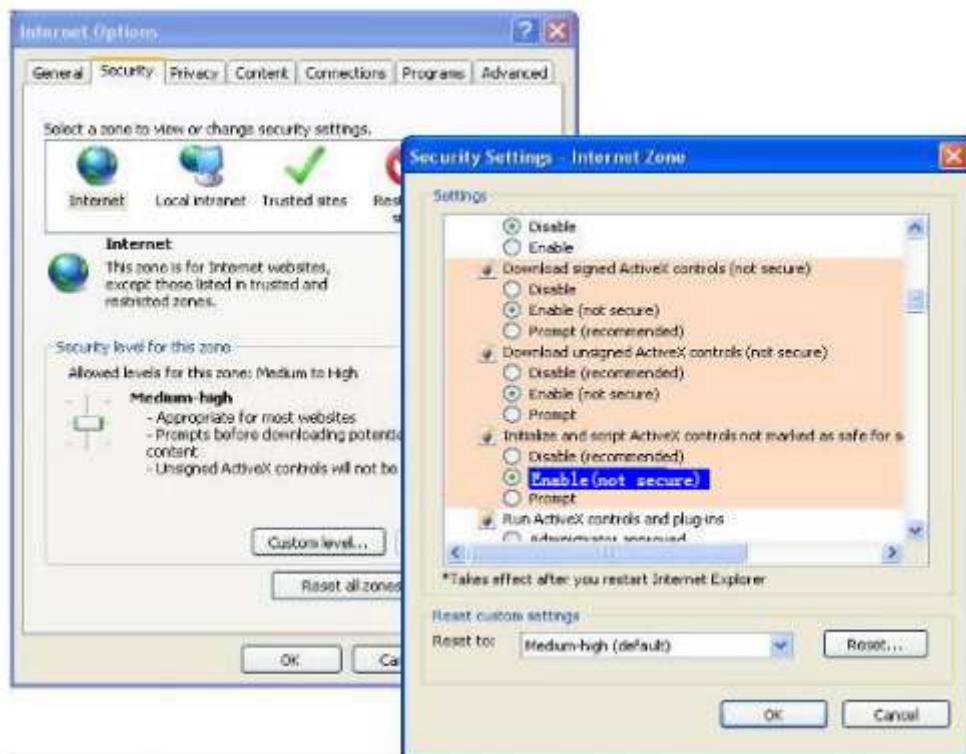 Internet Options
General Security Privacy Content Connections Programs Advanced
Select a zone to view or change security settings.
Internet Local intranet Trusted sites
Internet
This zone is for Internet websites,
except those listed in trusted and
restricted zones.
Security level for this zone
Allowed levels for this zone: Medium to High
Medium-high
- Appropriate for most websites
- Prompts before downloading
content
- Unsigned ActiveX controls will not be
Custom level...
Reset all zones
OK
Security Settings - Internet Zone
Settings
Disable
Enable
Download signed ActiveX controls (not secure)
Disable
Enable (not secure)
Prompt (recommended)
Download unsigned ActiveX controls (not secure)
Disable (recommended)
Enable (not secure)
Prompt
Initialize and script ActiveX controls not marked as safe for s
Disable (recommended)
Enable(not secure)
Prompt
Run ActiveX controls and plug-ins
Administrator approved
*Takes effect after you restart Internet Explorer
Reset custom settings
Reset to: Medium-high (default) Reset...
OK Cancel